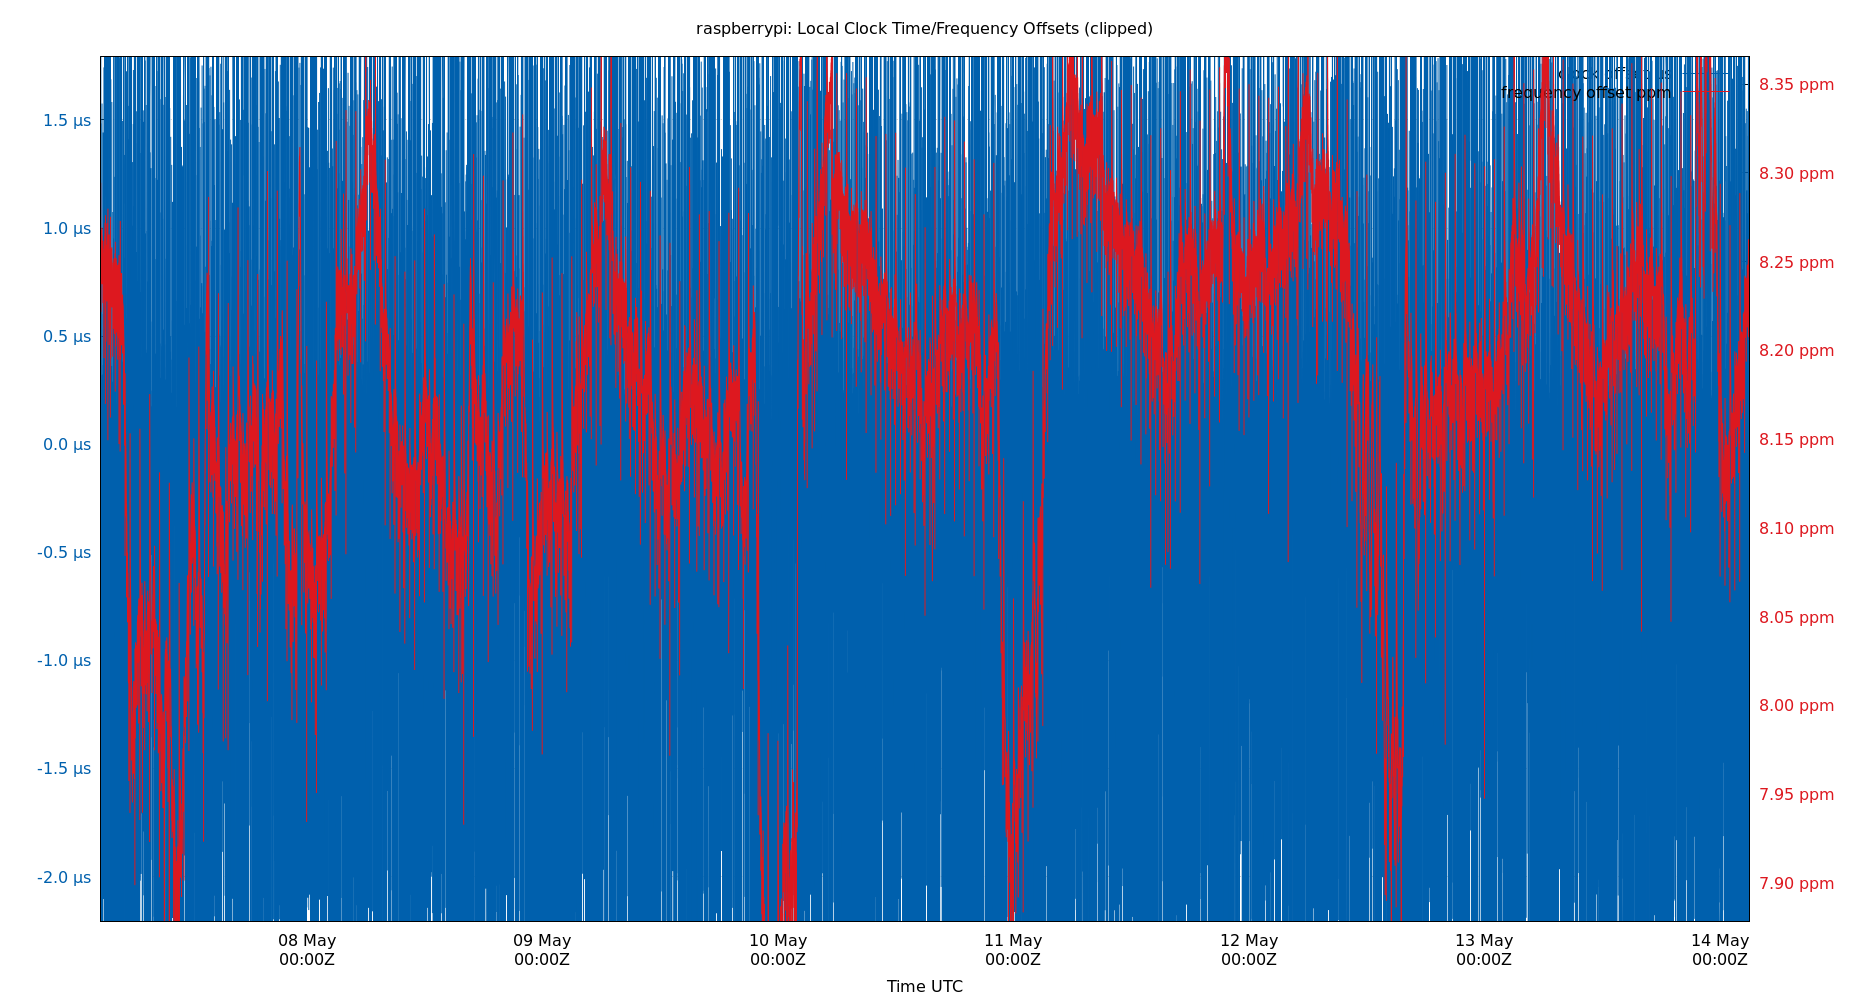 raspberrypi: Local Clock Time/Frequency Offsets (clipped)
clock offset µs
frequency offset ppm
1.5 µs
1.0 µs
0.5 µs
0.0 µs
-0.5 µs
-1.0 µs
-1.5 µs
-2.0 µs
8.35 ppm
8.30 ppm
8.25 ppm
8.20 ppm
8.15 ppm
8.10 ppm
8.05 ppm
8.00 ppm
7.95 ppm
7.90 ppm
08 May
00:00Z
09 May
00:00Z
10 May
00:00Z
11 May
00:00Z
12 May
00:00Z
13 May
00:00Z
14 May
00:00Z
Time UTC